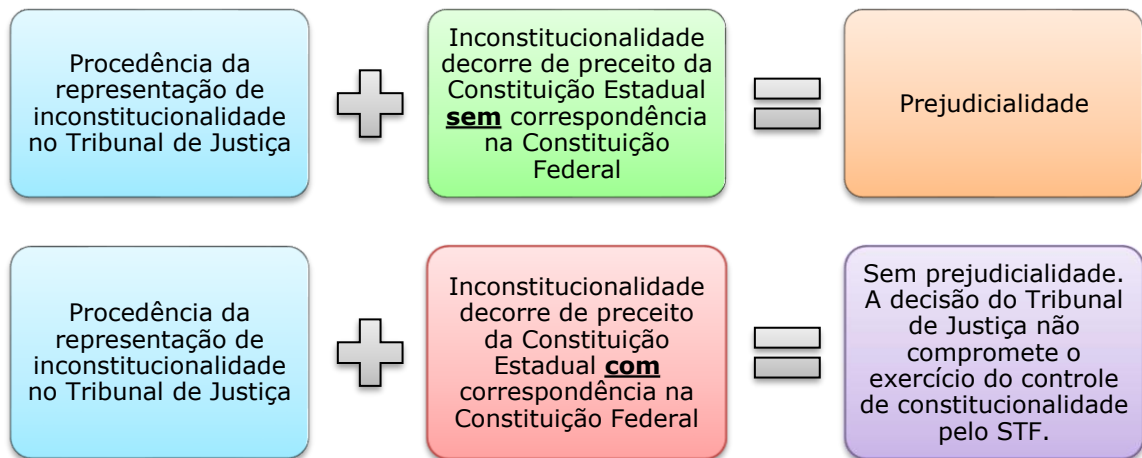 Procedência da
representação de
inconstitucionalidade
no Tribunal de Justiça
Inconstitucionalidade
decorre de preceito da
Constituição Estadual
sem correspondência
na Constituição
Federal
Prejudicialidade
Procedência da
representação de
inconstitucionalidade
no Tribunal de Justiça
Inconstitucionalidade
decorre de preceito
da Constituição
Estadual com
correspondência na
Constituição Federal
Sem prejudicialidade.
A decisão do Tribunal
de Justiça não
compromete o
exercício do controle
de constitucionalidade
pelo STF.